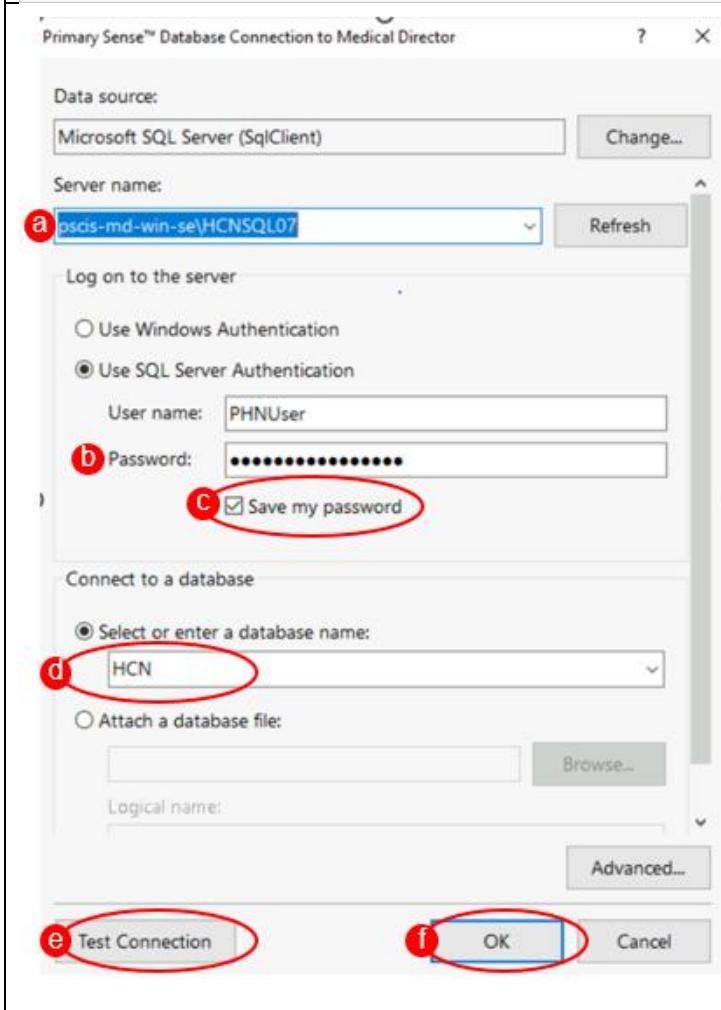 Primary Sense™ Database Connection to Medical Director ? ×
Data source:
Microsoft SQL Server (SqlClient) Change...
Server name:
a pscis-md-win-se\HCNSQL07 Refresh
Log on to the server
Use Windows Authentication
Use SQL Server Authentication
User name: PHNUser
b Password: ●●●●●●●●●●●●●●●●
c Save my password
Connect to a database
Select or enter a database name:
d HCN
Attach a database file:
Browse...
Logical name:
Advanced...
e Test Connection f OK Cancel